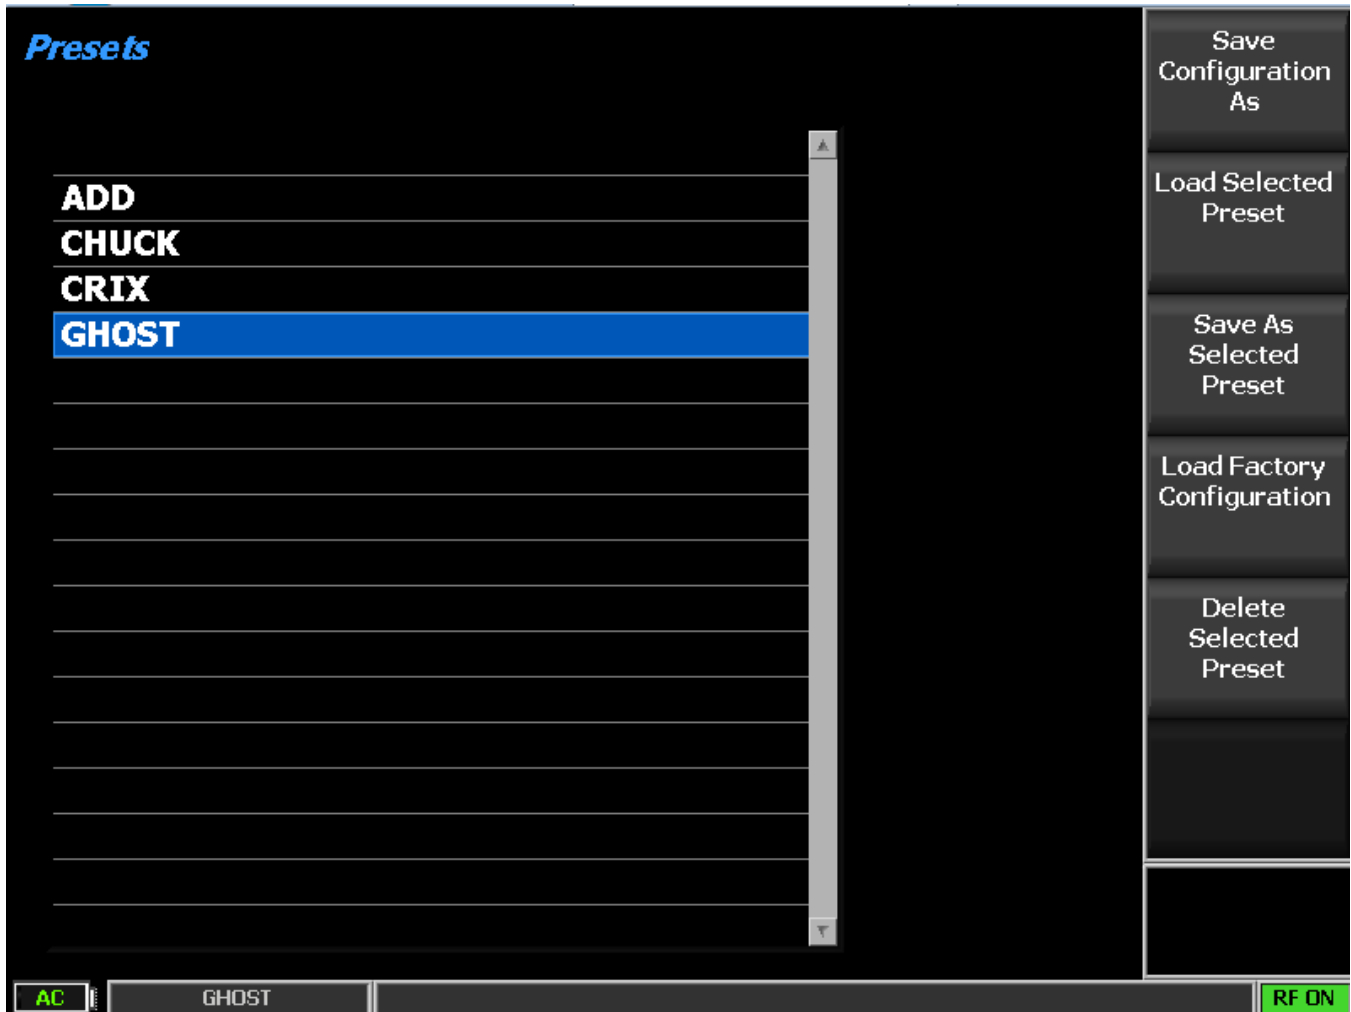 Presets
ADD
CHUCK
CRIX
GHOST
Save
Configuration
As
Load Selected
Preset
Save As
Selected
Preset
Load Factory
Configuration
Delete
Selected
Preset
AC
GHOST
RF ON